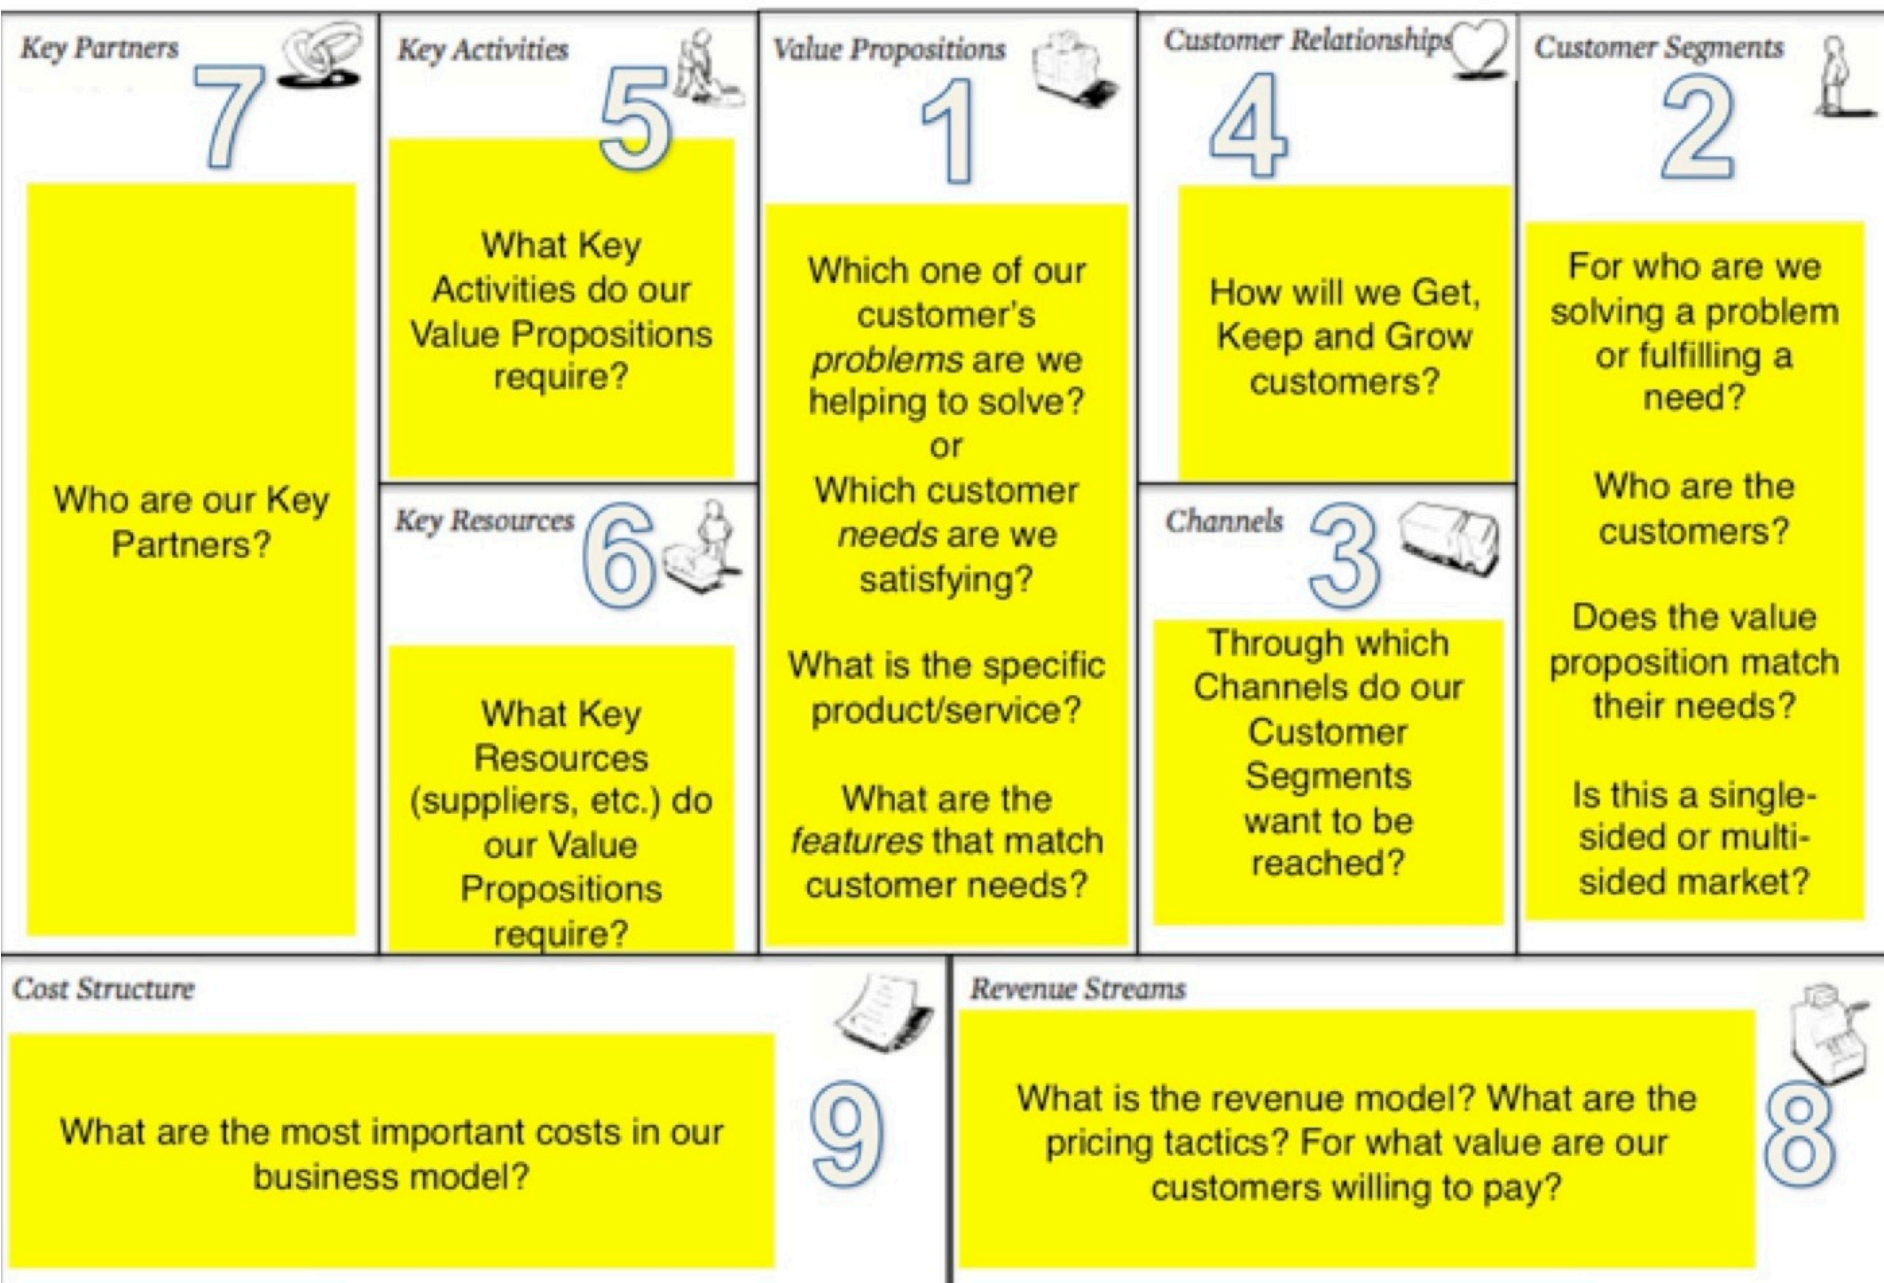 Key Partners
7
Who are our Key
Partners?
Key Activities
5
What Key
Activities do our
Value Propositions
require?
Key Resources
6
What Key
Resources
(suppliers, etc.) do
our Value
Propositions
require?
Value Propositions
1
Which one of our
customer's
problems are we
helping to solve?
or
Which customer
needs are we
satisfying?
What is the specific
product/service?
What are the
features that match
customer needs?
Customer Relationships
4
How will we Get,
Keep and Grow
customers?
Channels
3
Through which
Channels do our
Customer
Segments
want to be
reached?
Customer Segments
2
For who are we
solving a problem
or fulfilling a
need?
Who are the
customers?
Does the value
proposition match
their needs?
Is this a single-
sided or multi-
sided market?
Cost Structure
9
What are the most important costs in our
business model?
Revenue Streams
8
What is the revenue model? What are the
pricing tactics? For what value are our
customers willing to pay?